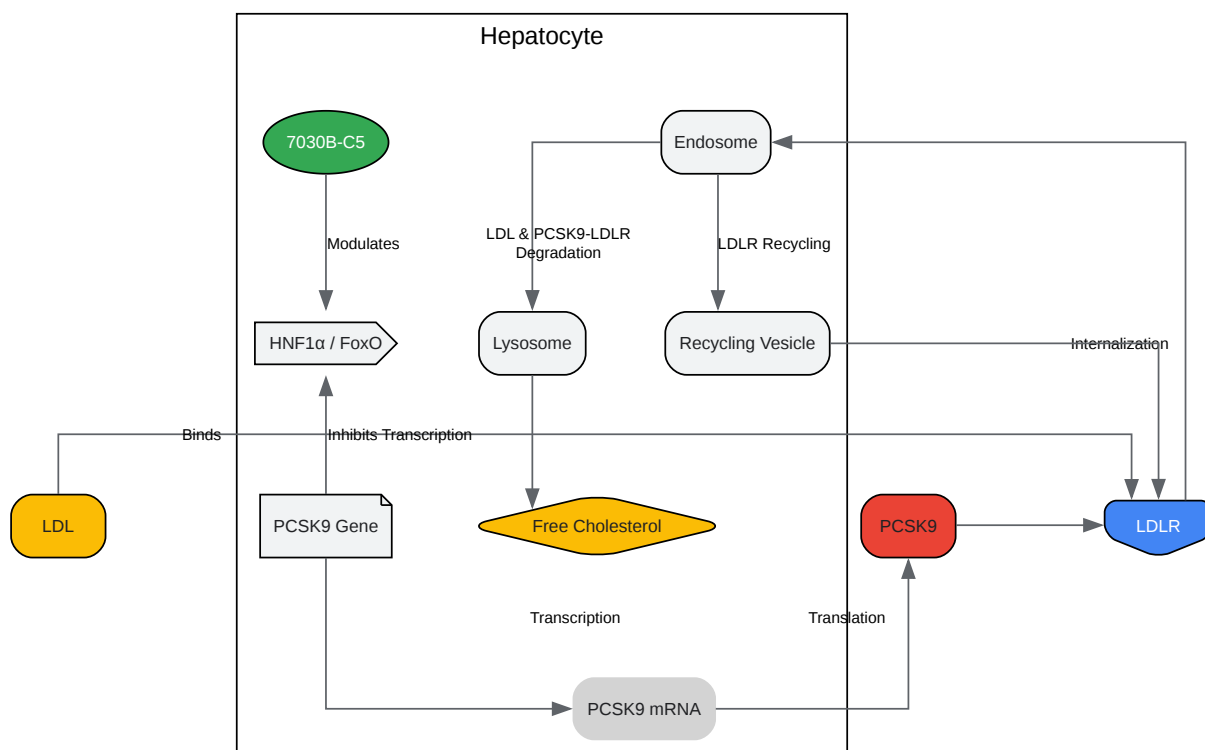 Hepatocyte
7030B-C5
Endosome
Modulates
LDL & PCSK9-LDLR
Degradation
LDLR Recycling
HNF1α / FoxO
Lysosome
Recycling Vesicle
Internalization
Binds
Inhibits Transcription
LDL
PCSK9 Gene
Free Cholesterol
PCSK9
LDLR
Transcription
Translation
PCSK9 mRNA